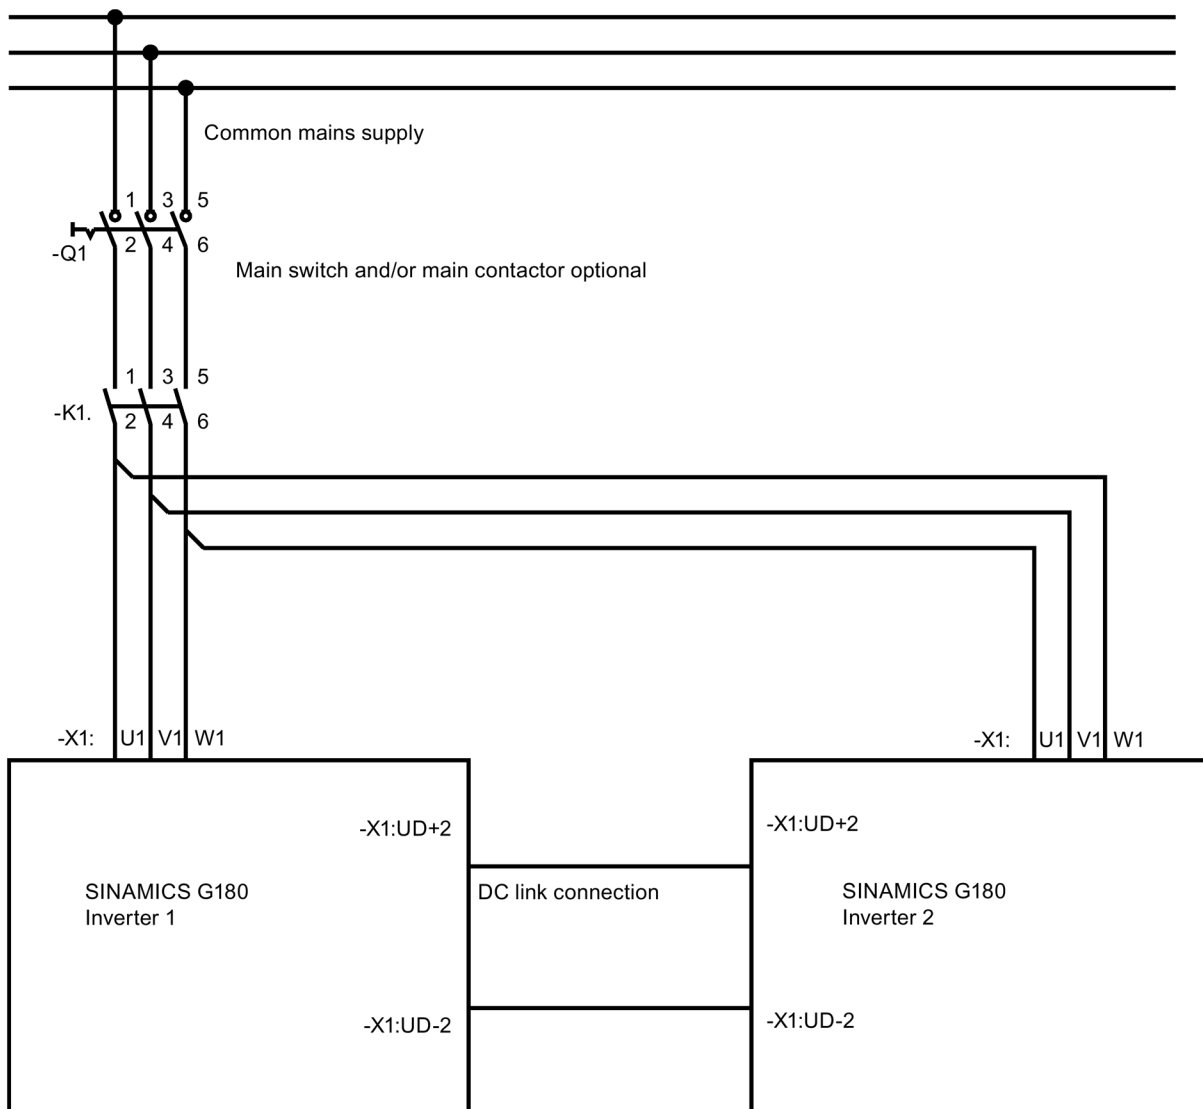 Common mains supply
1 3 5
-Q1 2 4 6
Main switch and/or main contactor optional
1 3 5
-K1. 2 4 6
-X1: U1 V1 W1
-X1: U1 V1 W1
-X1:UD+2
-X1:UD+2
SINAMICS G180
Inverter 1
DC link connection
SINAMICS G180
Inverter 2
-X1:UD-2
-X1:UD-2